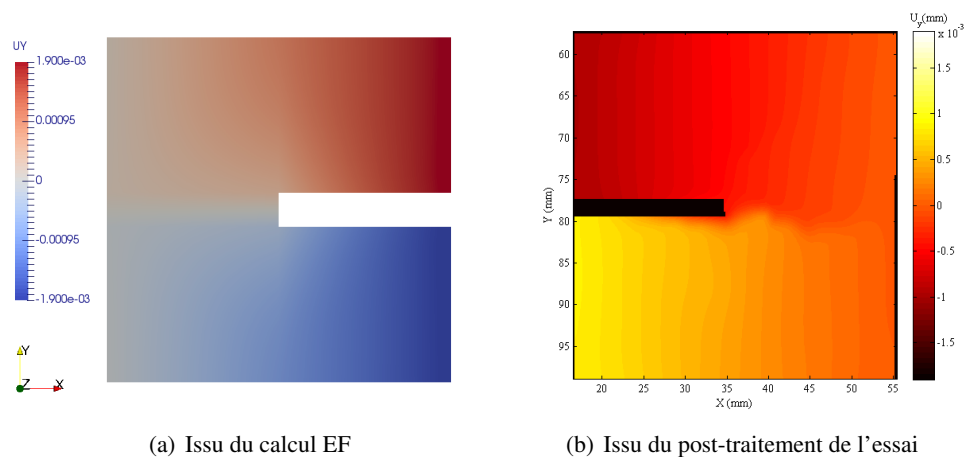 UY
1.900e-03
0.00095
0
-0.00095
-1.900e-03
Y
Z X
U_y(mm)
x 10^-3
1.5
1
0.5
0
-0.5
-1
-1.5
Y (mm)
60
65
70
75
80
85
90
95
20 25 30 35 40 45 50 55
X (mm)
(a) Issu du calcul EF
(b) Issu du post-traitement de l'essai